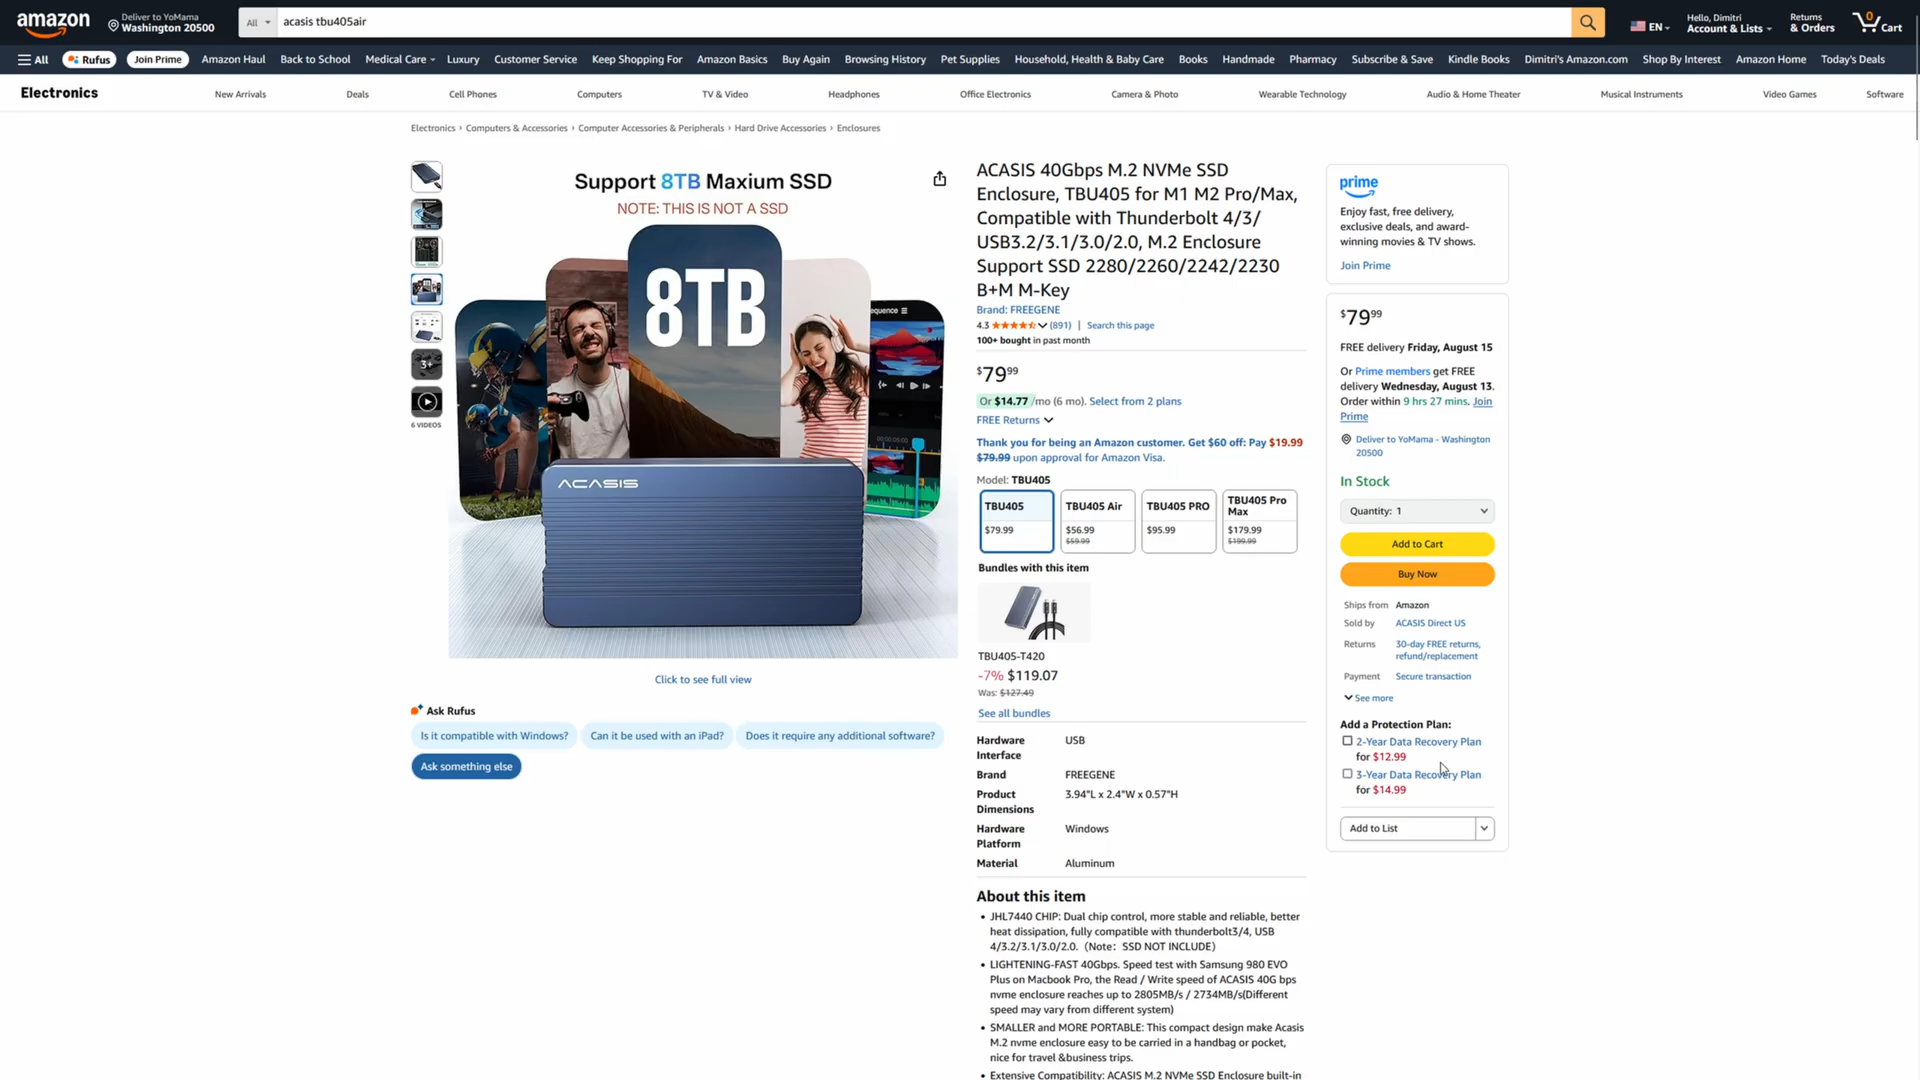 amazon
Deliver to YoMama
Washington 20500
All
acasis tbu405air
EN
Hello, Dimitri
Account & Lists
Returns
& Orders
0
Cart
All
Rufus
Join Prime
Amazon Haul
Back to School
Medical Care
Luxury
Customer Service
Keep Shopping For
Amazon Basics
Buy Again
Browsing History
Pet Supplies
Household, Health & Baby Care
Books
Handmade
Pharmacy
Subscribe & Save
Kindle Books
Dimitri's Amazon.com
Shop By Interest
Amazon Home
Today's Deals
Electronics
New Arrivals
Deals
Cell Phones
Computers
TV & Video
Headphones
Office Electronics
Camera & Photo
Wearable Technology
Audio & Home Theater
Musical Instruments
Video Games
Software
Electronics › Computers & Accessories › Computer Accessories & Peripherals › Hard Drive Accessories › Enclosures
3+
6 VIDEOS
Support 8TB Maxium SSD
NOTE: THIS IS NOT A SSD
8TB
equence
00:00:05:00
ACASIS
Click to see full view
Ask Rufus
Is it compatible with Windows?
Can it be used with an iPad?
Does it require any additional software?
Ask something else
ACASIS 40Gbps M.2 NVMe SSD
Enclosure, TBU405 for M1 M2 Pro/Max,
Compatible with Thunderbolt 4/3/
USB3.2/3.1/3.0/2.0, M.2 Enclosure
Support SSD 2280/2260/2242/2230
B+M M-Key
Brand: FREEGENE
4.3 (891) | Search this page
100+ bought in past month
$79 99
Or $14.77 /mo (6 mo). Select from 2 plans
FREE Returns
Thank you for being an Amazon customer. Get $60 off: Pay $19.99
$79.99 upon approval for Amazon Visa.
Model: TBU405
TBU405
$79.99
TBU405 Air
$56.99
$59.99
TBU405 PRO
$95.99
TBU405 Pro
Max
$179.99
$199.99
Bundles with this item
TBU405-T420
-7% $119.07
Was: $127.49
See all bundles
Hardware
Interface
USB
Brand
FREEGENE
Product
Dimensions
3.94"L x 2.4"W x 0.57"H
Hardware
Platform
Windows
Material
Aluminum
About this item
• JHL7440 CHIP: Dual chip control, more stable and reliable, better
heat dissipation, fully compatible with thunderbolt3/4, USB
4/3.2/3.1/3.0/2.0.（Note： SSD NOT INCLUDE）
• LIGHTENING-FAST 40Gbps. Speed test with Samsung 980 EVO
Plus on Macbook Pro, the Read / Write speed of ACASIS 40G bps
nvme enclosure reaches up to 2805MB/s / 2734MB/s(Different
speed may vary from different system)
• SMALLER and MORE PORTABLE: This compact design make Acasis
M.2 nvme enclosure easy to be carried in a handbag or pocket,
nice for travel &business trips.
• Extensive Compatibility: ACASIS M.2 NVMe SSD Enclosure built-in
prime
Enjoy fast, free delivery,
exclusive deals, and award-
winning movies & TV shows.
Join Prime
$79 99
FREE delivery Friday, August 15
Or Prime members get FREE
delivery Wednesday, August 13.
Order within 9 hrs 27 mins. Join
Prime
Deliver to YoMama - Washington
20500
In Stock
Quantity: 1
Add to Cart
Buy Now
Ships from Amazon
Sold by ACASIS Direct US
Returns 30-day FREE returns,
refund/replacement
Payment Secure transaction
See more
Add a Protection Plan:
2-Year Data Recovery Plan
for $12.99
3-Year Data Recovery Plan
for $14.99
Add to List